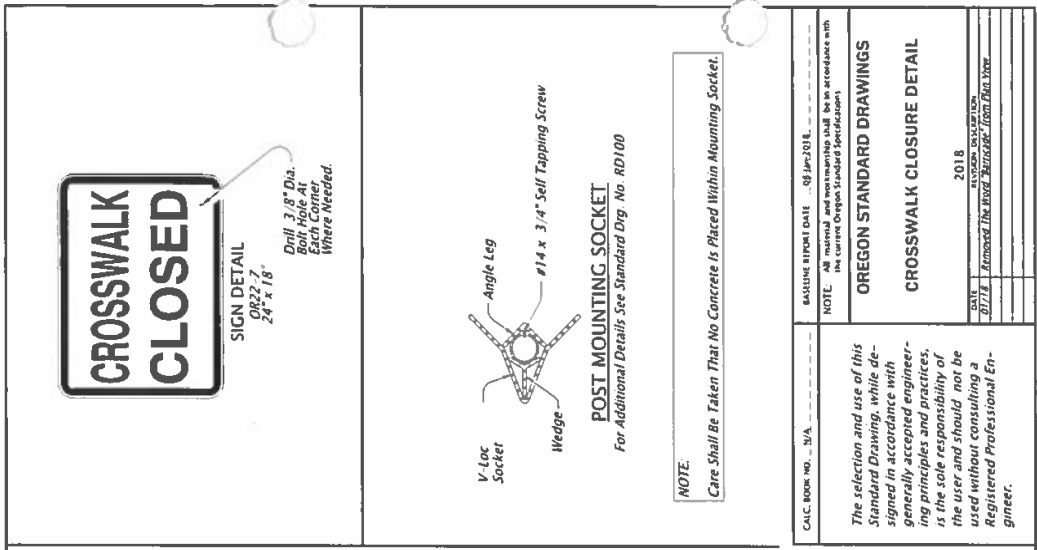 CROSSWALK
CLOSED
SIGN DETAIL
OR22-7
24" x 18"
Drill 3/8" Dia.
Bolt Hole At
Each Corner
Where Needed.
V-Loc
Socket
Angle Leg
#14 x 3/4" Self Tapping Screw
Wedge
POST MOUNTING SOCKET
For Additional Details See Standard Drg. No. RD100
NOTE:
Care Shall Be Taken That No Concrete Is Placed Within Mounting Socket.
CALC. BOOK NO. N/A
BASELINE REPORT DATE
NOTE: All material and workmanship shall be in accordance with
the current Oregon Standard Specifications
The selection and use of this
Standard Drawing, while de-
signed in accordance with
generally accepted engineer-
ing principles and practices,
is the sole responsibility of
the user and should not be
used without consulting a
Registered Professional En-
gineer.
OREGON STANDARD DRAWINGS
CROSSWALK CLOSURE DETAIL
2018
DATE REVISION DESCRIPTION
01/18 Removed The Word "Barricade" from Plan View